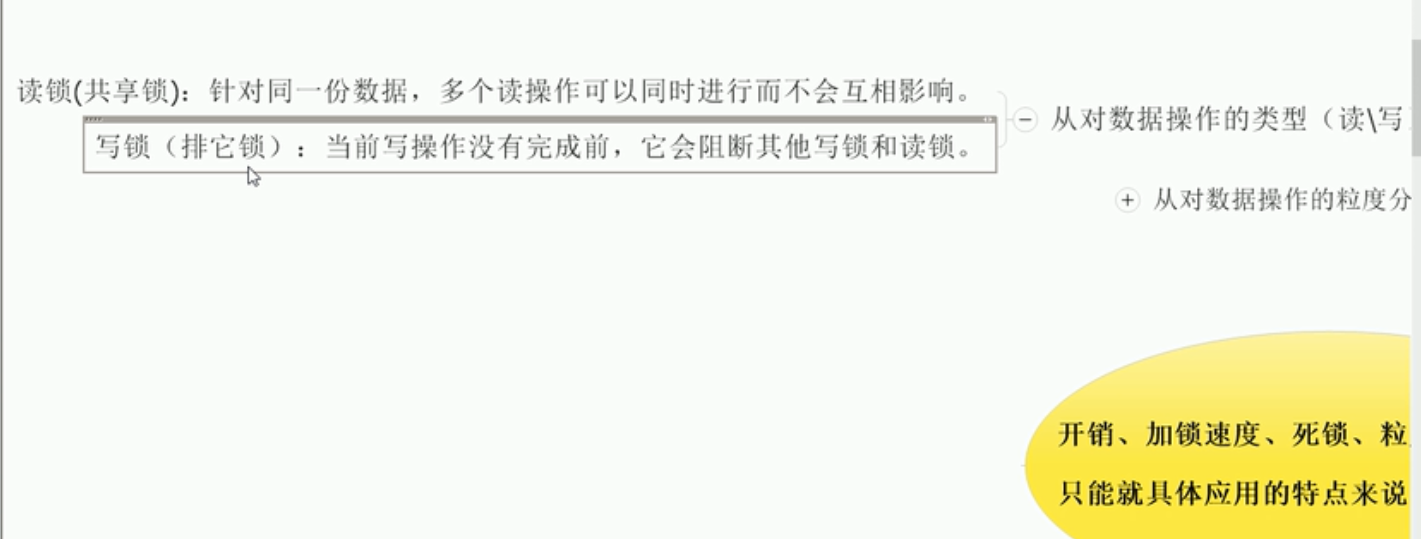 读锁(共享锁)：针对同一份数据，多个读操作可以同时进行而不会互相影响。
写锁（排它锁）：当前写操作没有完成前，它会阻断其他写锁和读锁。
从对数据操作的类型（读\写
从对数据操作的粒度分
开销、加锁速度、死锁、粒
只能就具体应用的特点来说